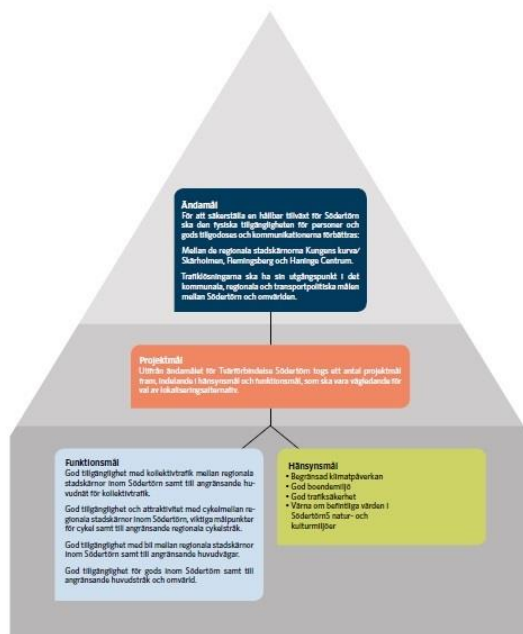 Ändamål
För att säkerställa en hållbar tillväxt för Södertörn
ska den fysiska tillgängligheten för personer och
gods tillgodoses och kommunikationerna förbättras:
Mellan de regionala stadskärnorna Kungens kurva/
Skärholmen, Flemingsberg och Haninge Centrum.
Trafiklösningarna ska ha sin utgångspunkt i det
kommunala, regionala och transportpolitiska målen
mellan Södertörn och omvärlden.
Projektmål
Utifrån ändamålet för Tvärförbindelse Södertörn togs ett antal projektmål
fram, indelande i hänsynsmål och funktionsmål, som ska vara vägledande för
val av lokaliseringsalternativ.
Funktionsmål
God tillgänglighet med kollektivtrafik mellan regionala
stadskärnor inom Södertörn samt till angränsande hu-
vudnät för kollektivtrafik.
God tillgänglighet och attraktivitet med cykelmellan reg-
ionala stadskärnor inom Södertörn, viktiga målpunkter
för cykel samt till angränsande regionala cykelstråk.
God tillgänglighet med bil mellan regionala stadskärnor
inom Södertörn samt till angränsande huvudvägar.
God tillgänglighet för gods inom Södertörn samt till
angränsande huvudstråk och omvärld.
Hänsynsmål
• Begränsad klimatpåverkan
• God boendemiljö
• God trafiksäkerhet
• Värna om befintliga värden i
SödertörnS natur- och
kulturmiljöer